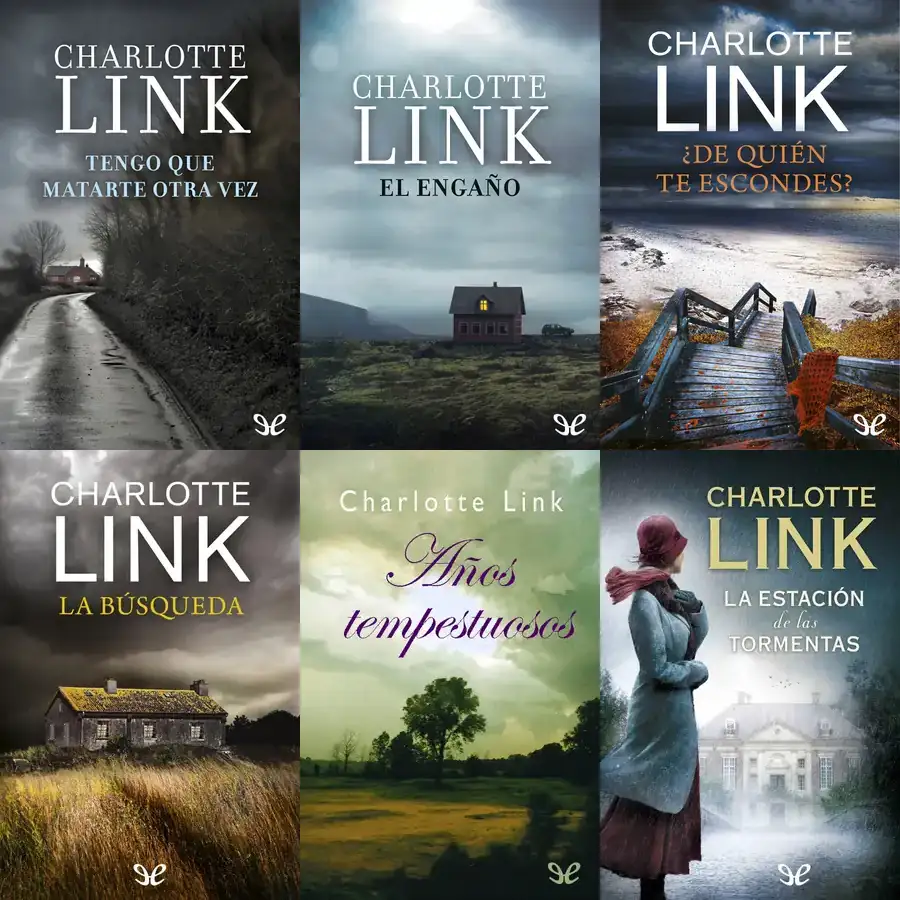 CHARLOTTE
LINK
TENGO QUE
MATARTE OTRA VEZ
CHARLOTTE
LINK
EL ENGAÑO
CHARLOTTE
LINK
¿DE QUIÉN
TE ESCONDES?
CHARLOTTE
LINK
LA BÚSQUEDA
Charlotte Link
Años
tempestuosos
CHARLOTTE
LINK
LA ESTACIÓN
de las
TORMENTAS